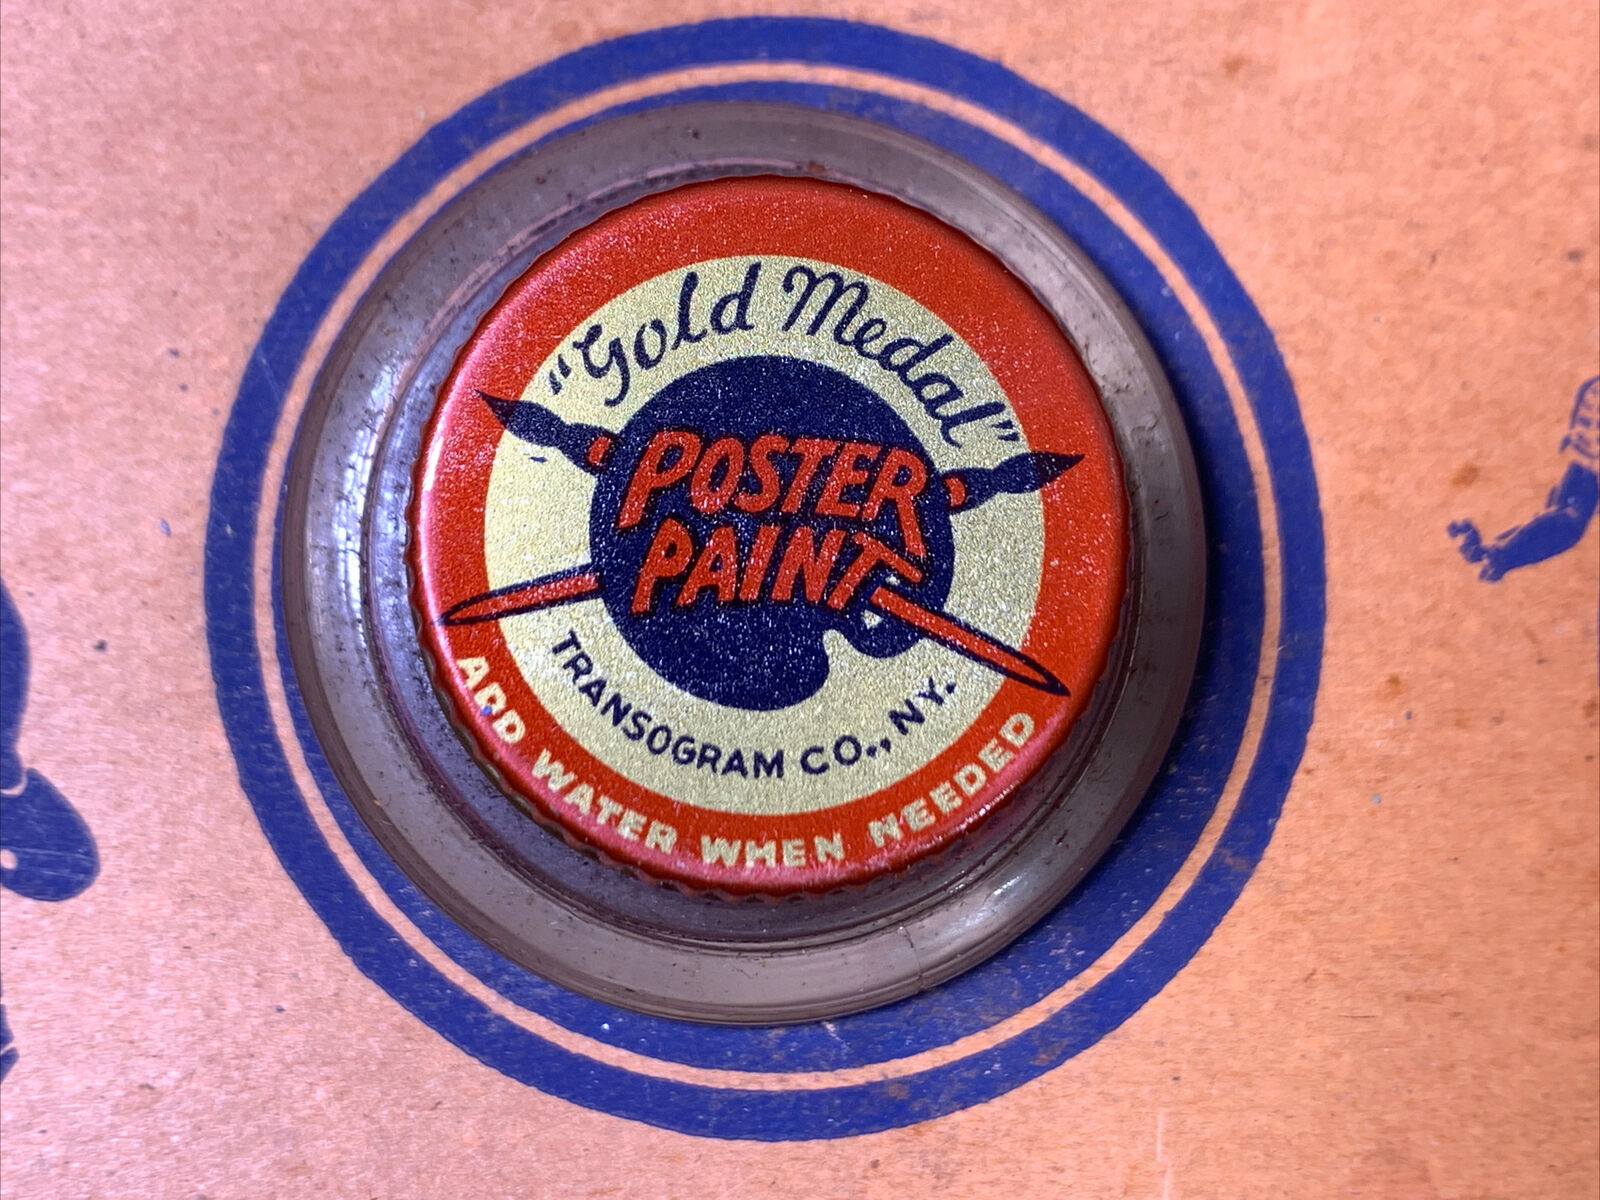 "Gold Medal"
POSTER
PAINT
TRANSOGRAM CO., N.Y.
ADD WATER WHEN NEEDED